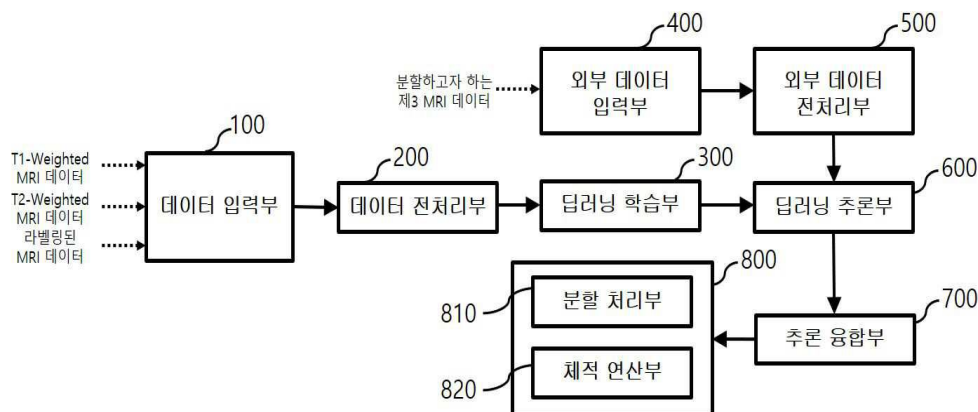 400
500
분할하고자 하는
제3 MRI 데이터
외부 데이터
입력부
외부 데이터
전처리부
100
T1-Weighted
MRI 데이터
T2-Weighted
MRI 데이터
라벨링된
MRI 데이터
데이터 입력부
200
데이터 전처리부
300
딥러닝 학습부
600
딥러닝 추론부
800
810
분할 처리부
820
체적 연산부
700
추론 융합부